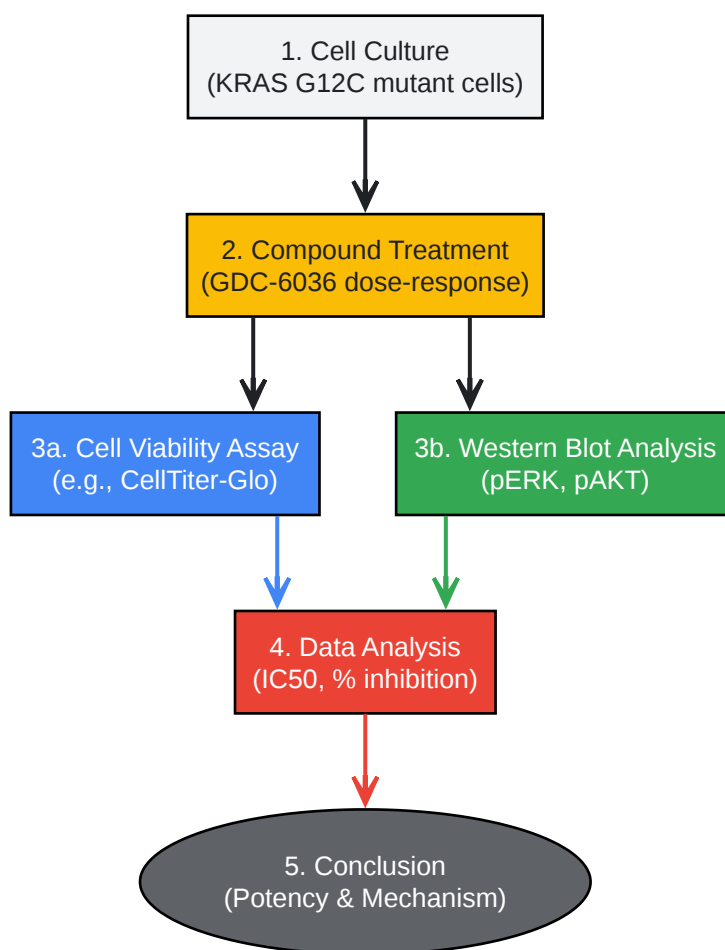 1. Cell Culture
(KRAS G12C mutant cells)
2. Compound Treatment
(GDC-6036 dose-response)
3a. Cell Viability Assay
(e.g., CellTiter-Glo)
3b. Western Blot Analysis
(pERK, pAKT)
4. Data Analysis
(IC50, % inhibition)
5. Conclusion
(Potency & Mechanism)